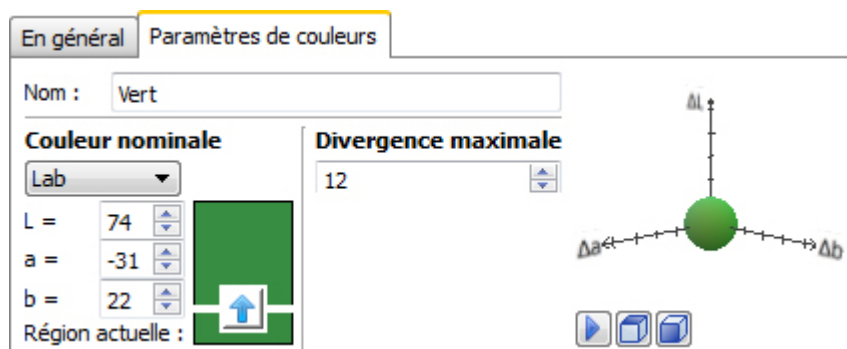 En général Paramètres de couleurs
Nom : Vert
Couleur nominale Divergence maximale
Lab 12
L = 74
a = -31
b = 22
Région actuelle :
ΔL
Δa Δb